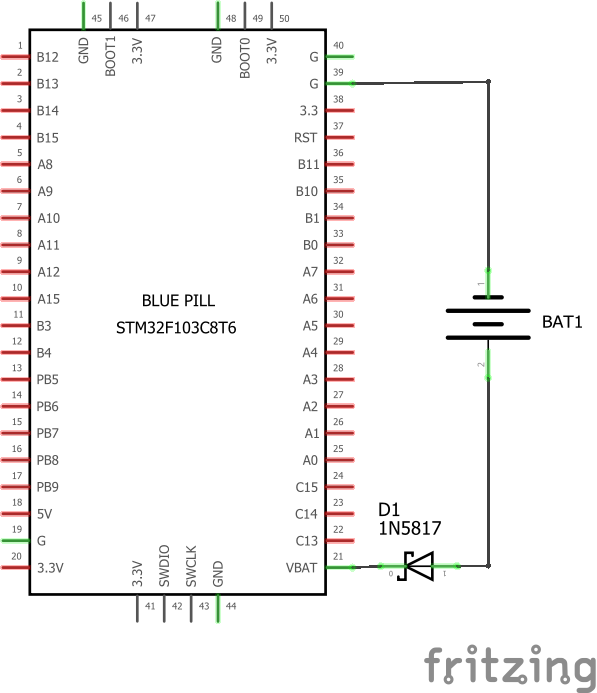 45 46 47 48 49 50
GND BOOT1 3.3V GND BOOT0 3.3V
1 B12 G 40
2 B13 G 39
3 B14 3.3 38
4 B15 RST 37
5 A8 B11 36
6 A9 B10 35
7 A10 B1 34
8 A11 B0 33
9 A12 A7 32
10 A15 A6 31
11 B3 A5 30
12 B4 A4 29
13 PB5 A3 28
14 PB6 A2 27
15 PB7 A1 26
16 PB8 A0 25
17 PB9 C15 24
18 5V C14 23
19 G C13 22
20 3.3V VBAT 21
BLUE PILL
STM32F103C8T6
3.3V SWDIO SWCLK GND
41 42 43 44
1
BAT1
2
D1
1N5817
0 1
fritzing